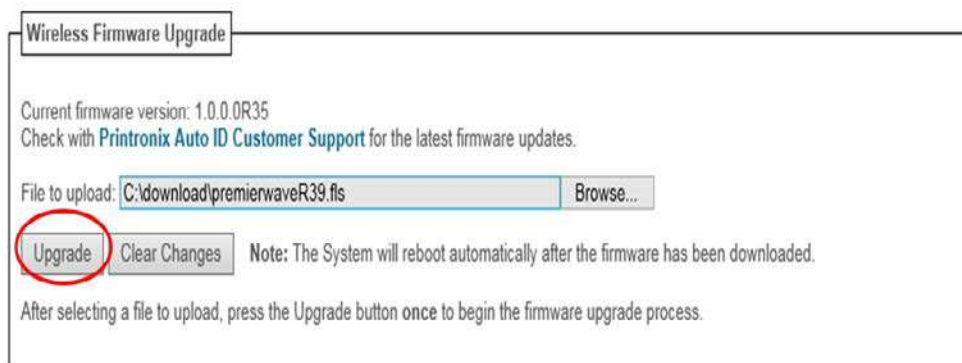 Wireless Firmware Upgrade
Current firmware version: 1.0.0.0R35
Check with Printronix Auto ID Customer Support for the latest firmware updates.
File to upload: C:\download\premierwaveR39.fls Browse...
Upgrade Clear Changes Note: The System will reboot automatically after the firmware has been downloaded.
After selecting a file to upload, press the Upgrade button once to begin the firmware upgrade process.